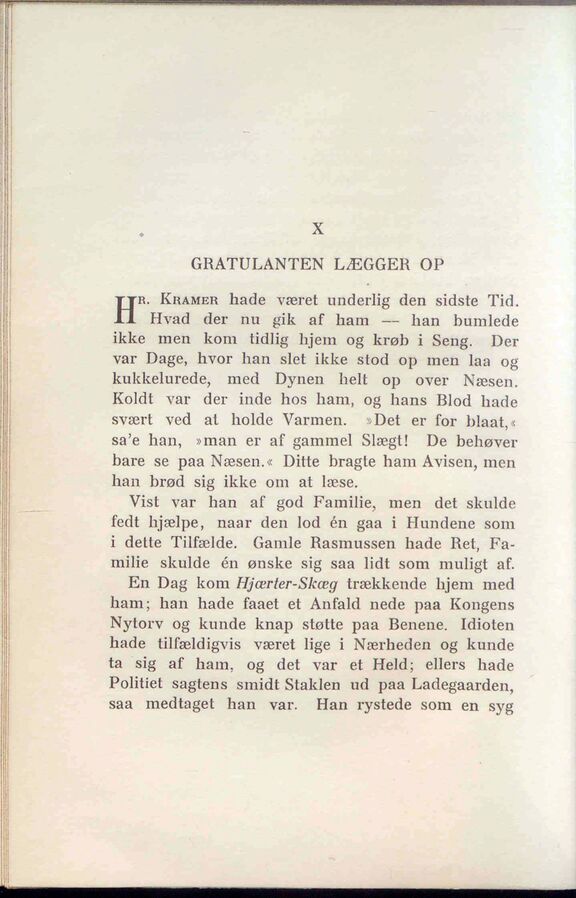 X
GRATULANTEN LÆGGER OP
HR. KRAMER hade været underlig den sidste Tid.
Hvad der nu gik af ham — han bumlede
ikke men kom tidlig hjem og krøb i Seng. Der
var Dage, hvor han slet ikke stod op men laa og
kukkelurede, med Dynen helt op over Næsen.
Koldt var der inde hos ham, og hans Blod hade
svært ved at holde Varmen. »Det er for blaat,«
sa'e han, »man er af gammel Slægt! De behøver
bare se paa Næsen.« Ditte bragte ham Avisen, men
han brød sig ikke om at læse.
Vist var han af god Familie, men det skulde
fedt hjælpe, naar den lod én gaa i Hundene som
i dette Tilfælde. Gamle Rasmussen hade Ret, Fa-
milie skulde én ønske sig saa lidt som muligt af.
En Dag kom Hjærter-Skæg trækkende hjem med
ham; han hade faaet et Anfald nede paa Kongens
Nytorv og kunde knap støtte paa Benene. Idioten
hade tilfældigvis været lige i Nærheden og kunde
ta sig af ham, og det var et Held; ellers hade
Politiet sagtens smidt Staklen ud paa Ladegaarden,
saa medtaget han var. Han rystede som en syg